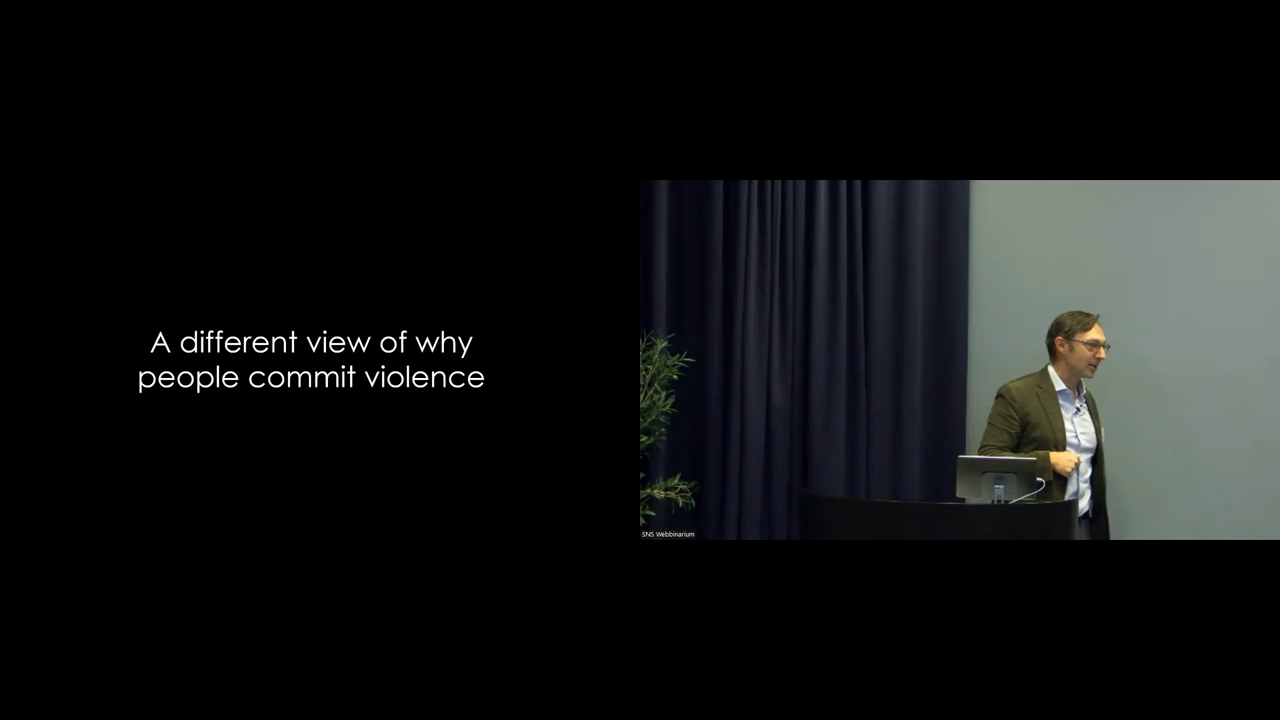 A different view of why
people commit violence
SNS Webbinarium